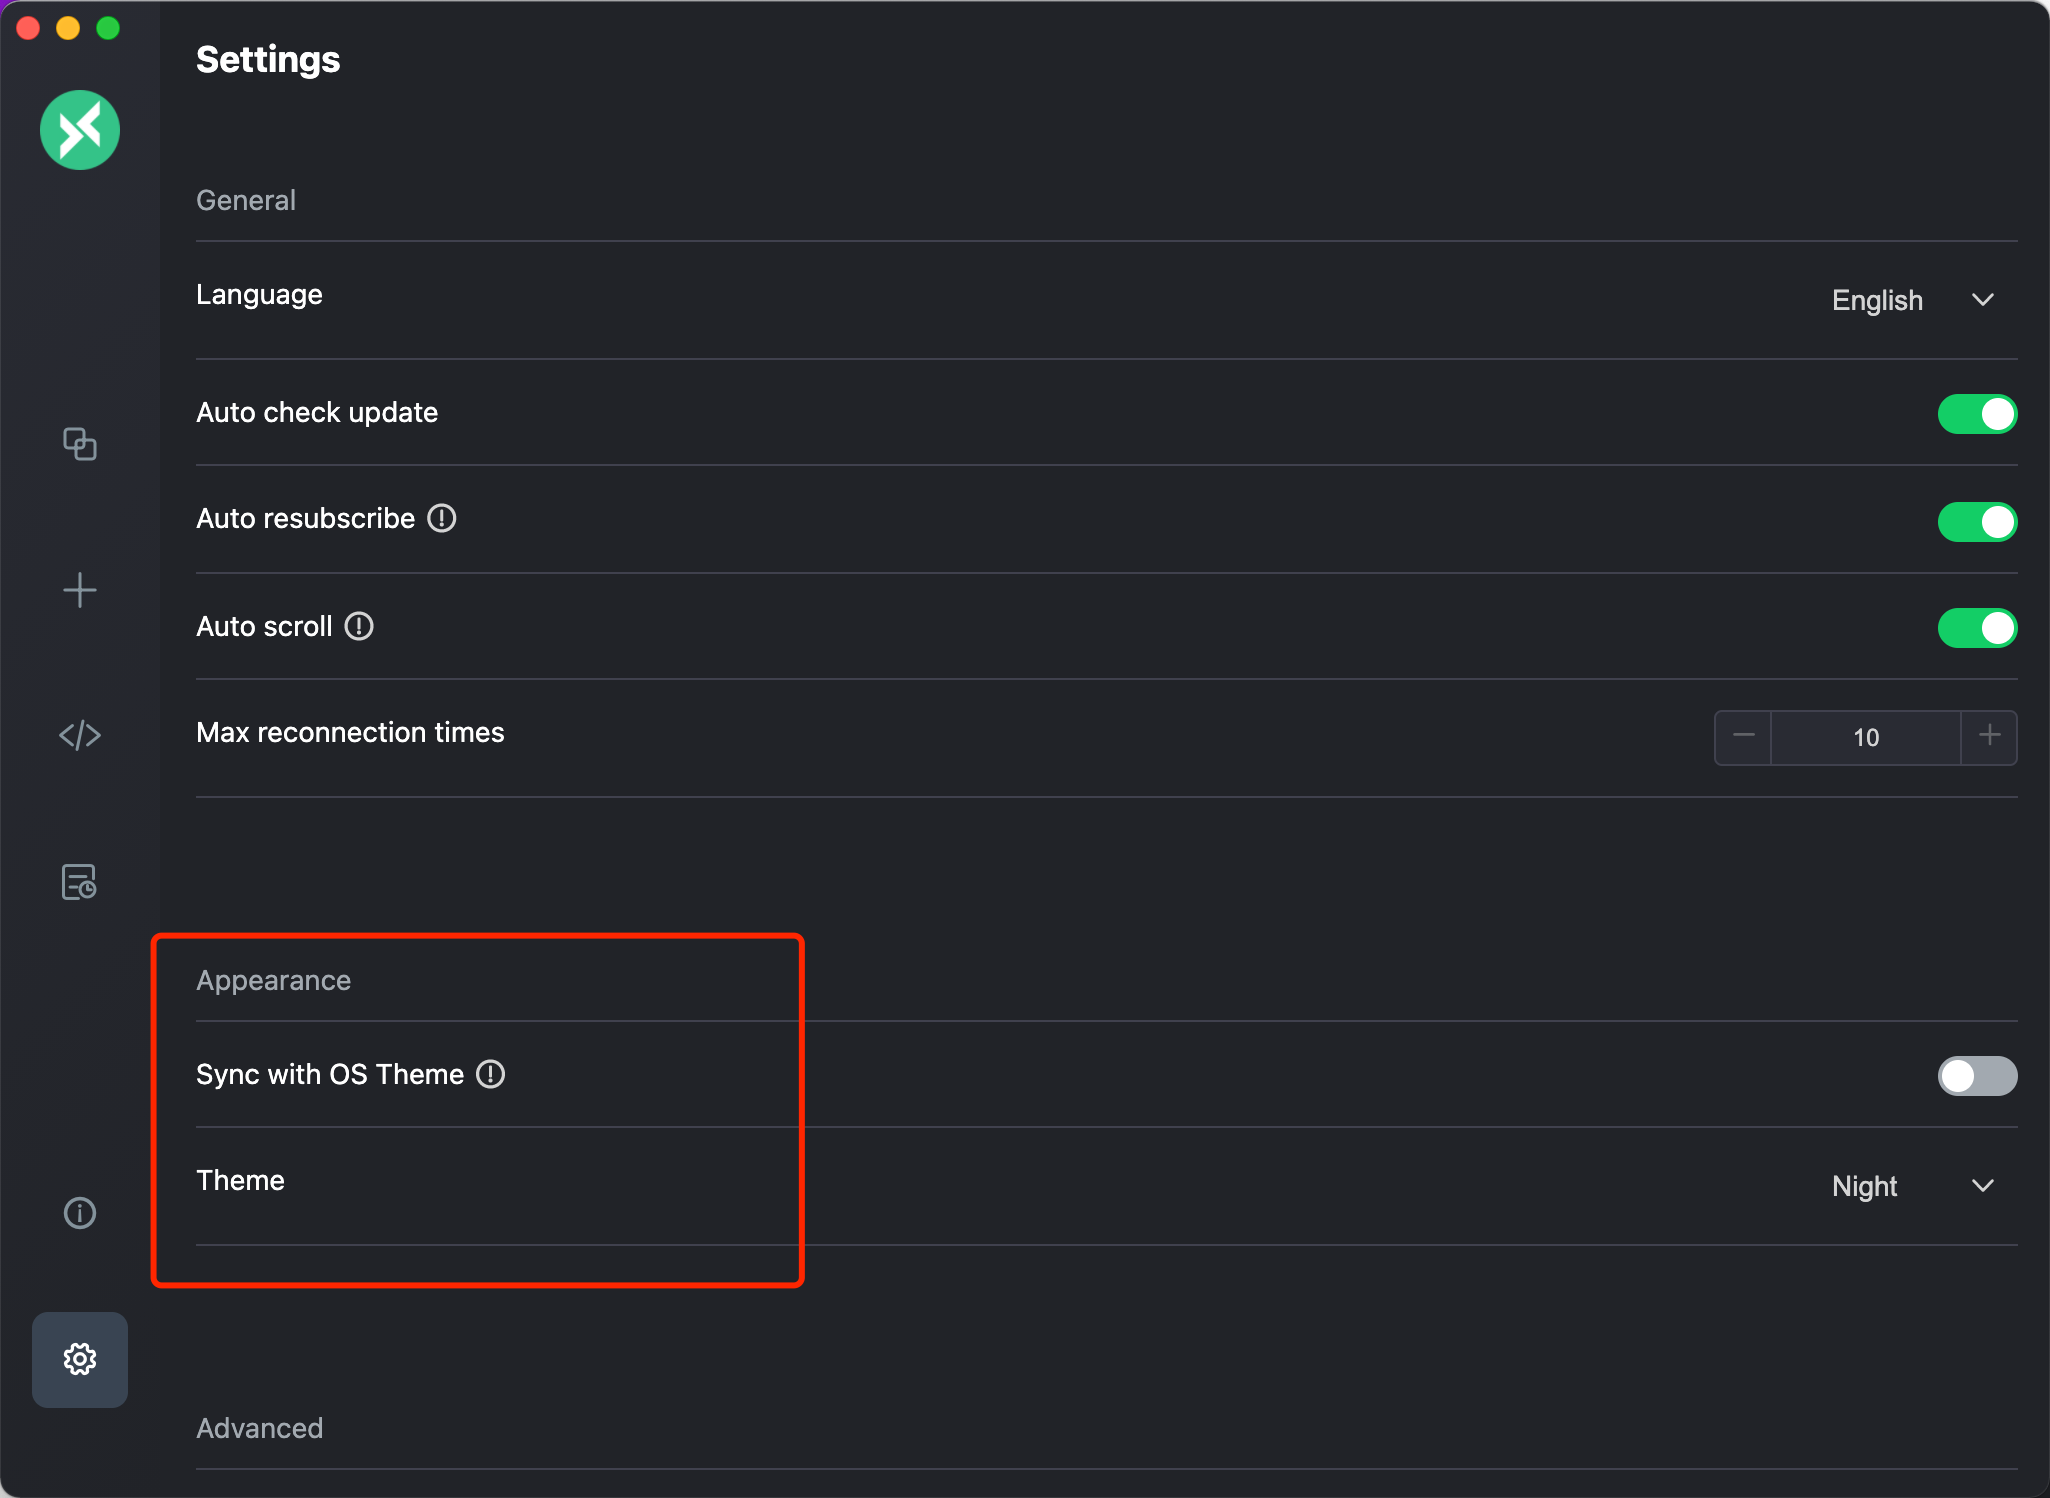 Settings
General
Language
English
Auto check update
Auto resubscribe
Auto scroll
Max reconnection times
10
Appearance
Sync with OS Theme
Theme
Night
Advanced